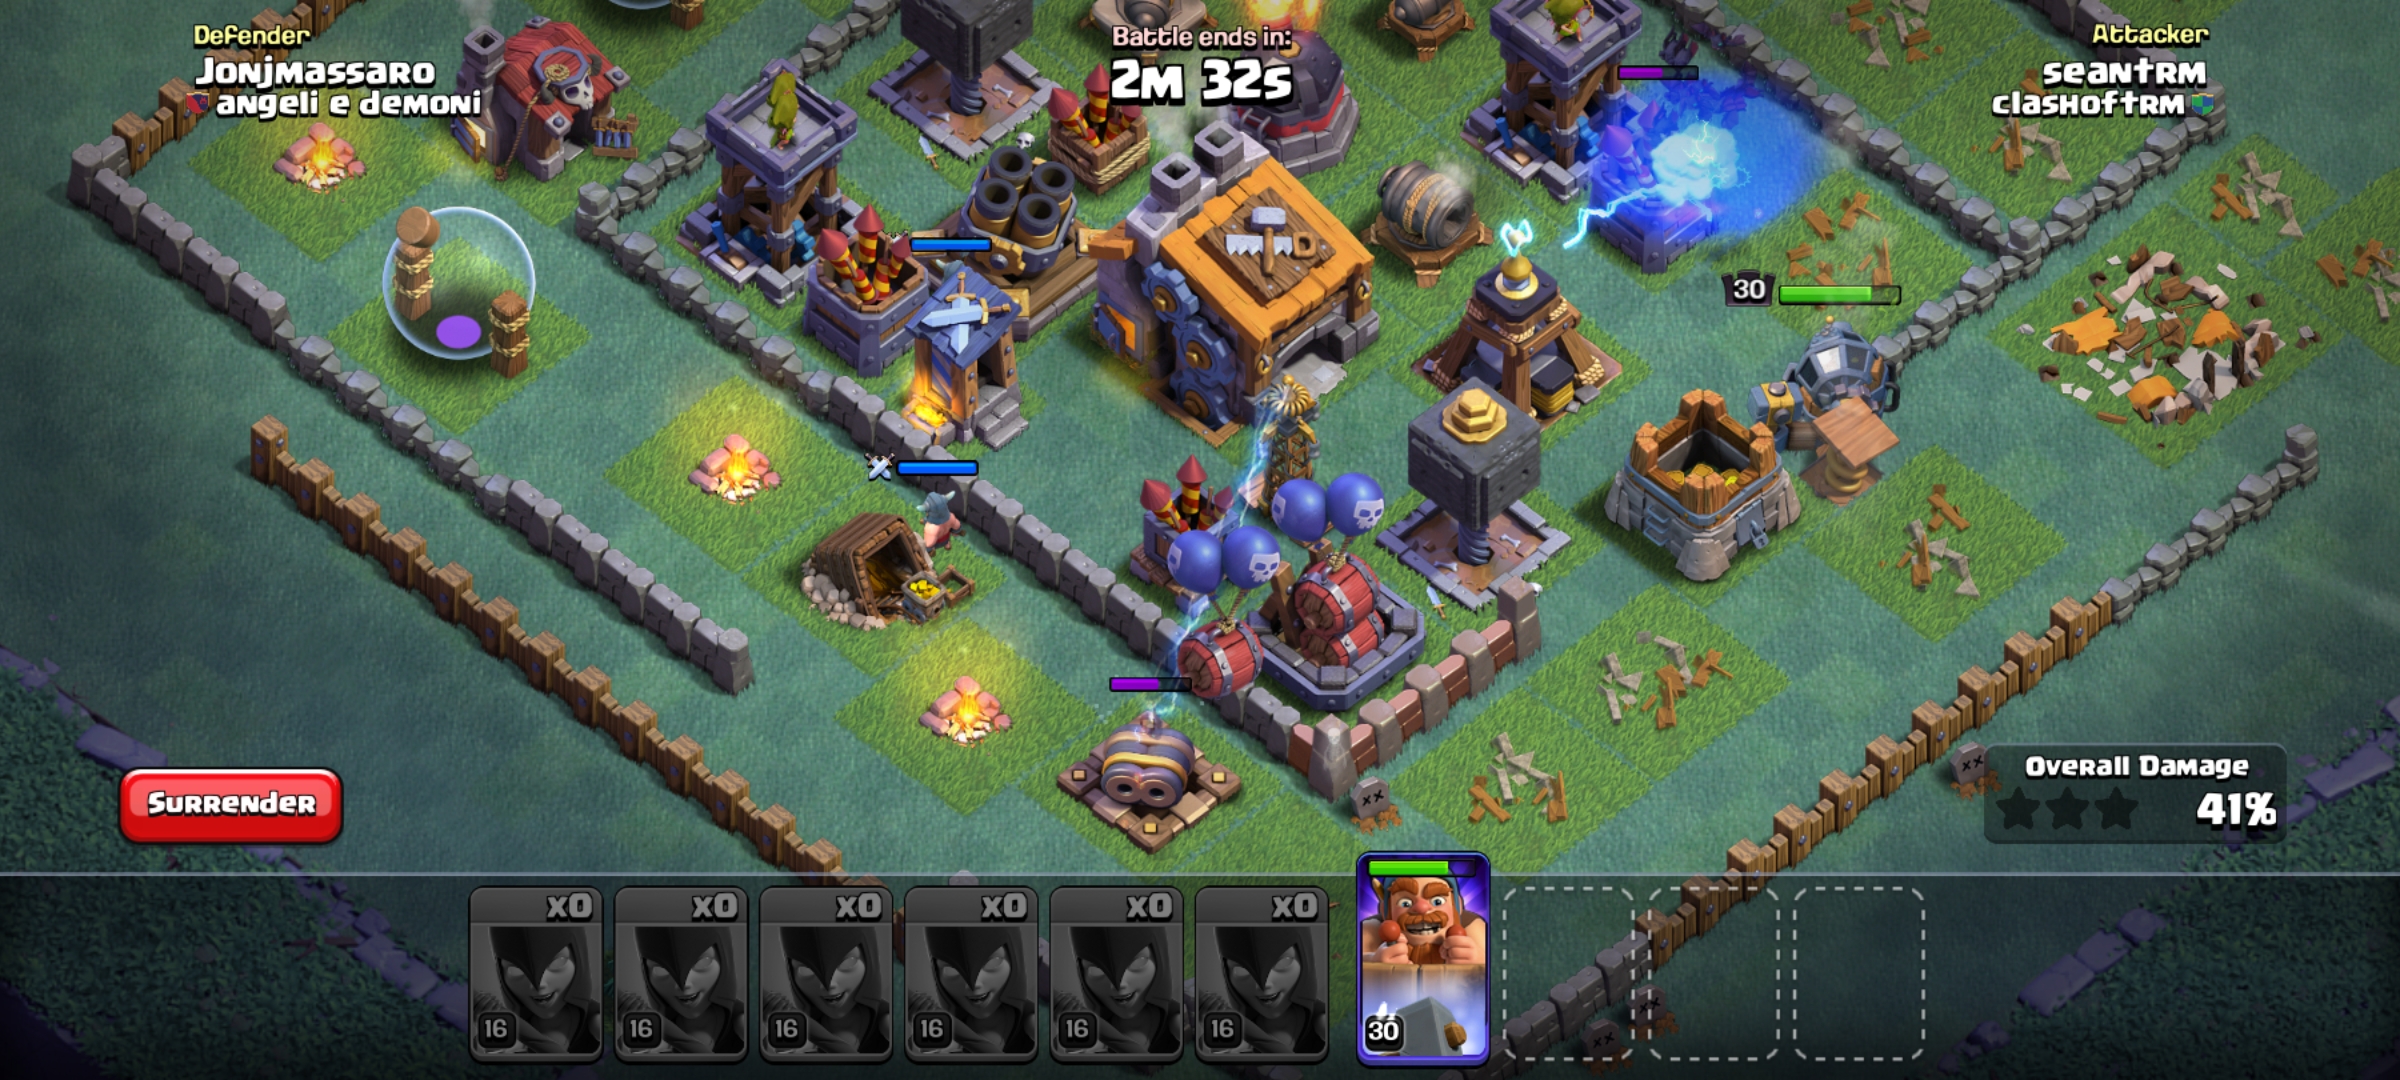 Defender
JonjMassaro
angeli e demoni
Battle ends in:
2M 32s
Attacker
seantRM
clashoftRM
30
Surrender
Overall Damage
41%
x0
x0
x0
x0
x0
x0
16
16
16
16
16
16
30